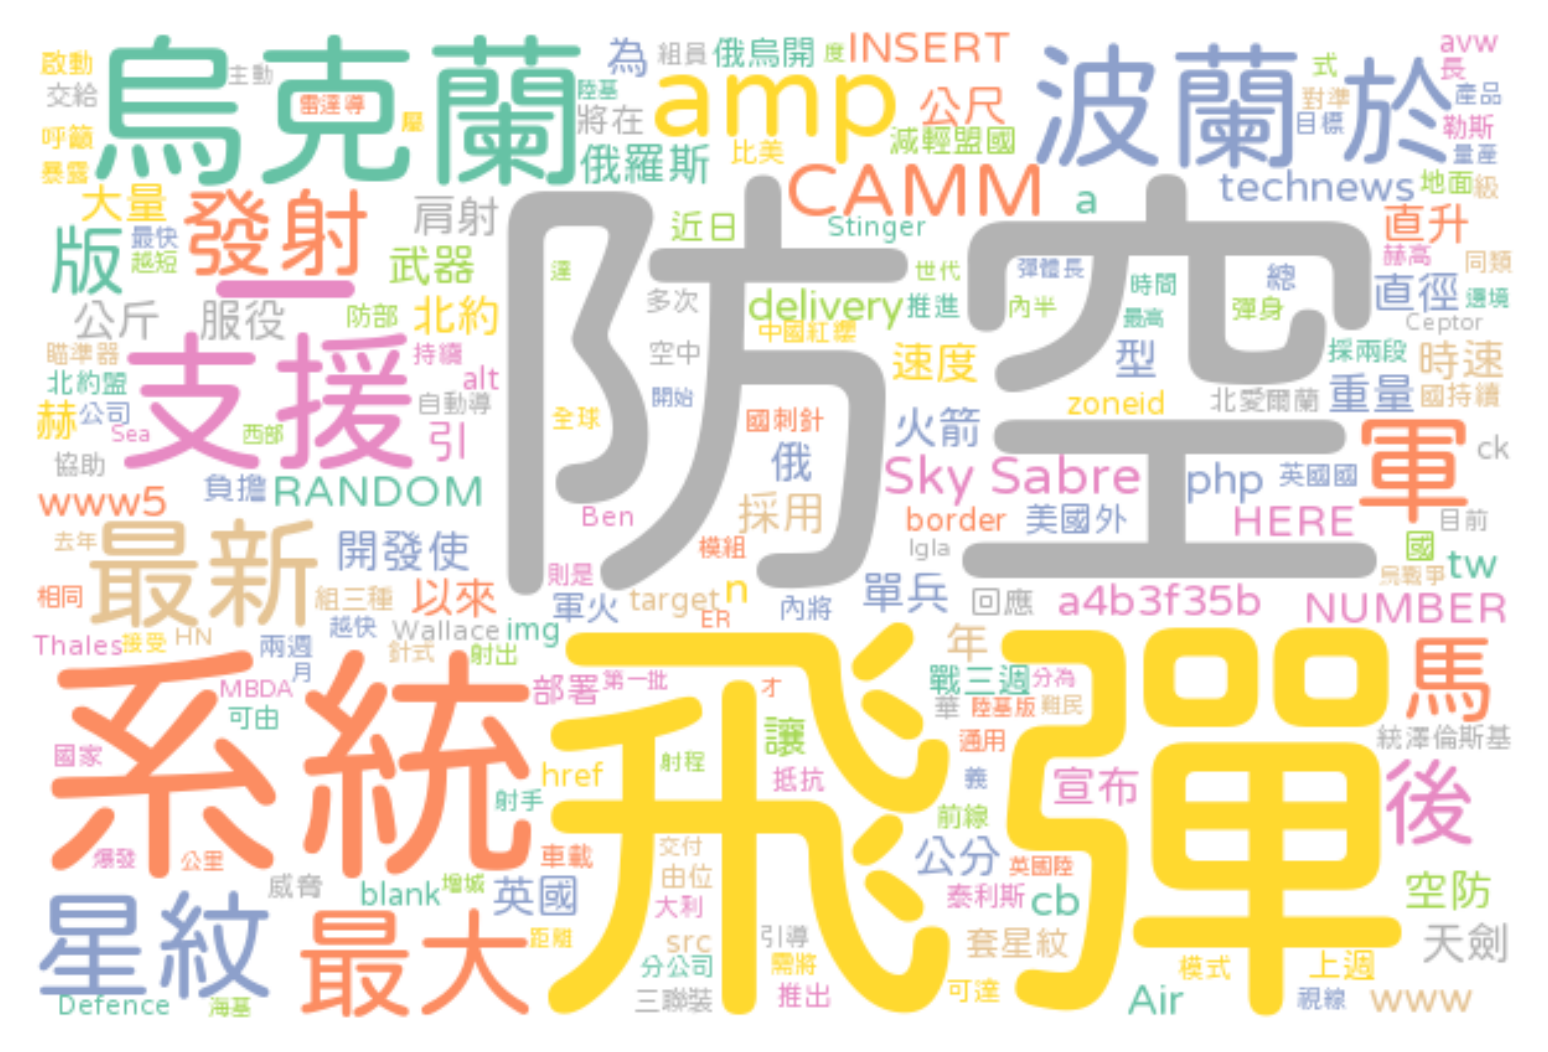 啟動
主動
交給
烏克蘭
雷達導
陸基
為
組員
俄烏開
度
INSERT
式
avw
長
呼籲
屬
將在
amp
公尺
波蘭
於
對準
產品
目標
勒斯
暴露
俄羅斯
比美
減輕盟國
量產
大量
發射
肩射
近日
CAMM
a
technews
地面
級
版
最快
越短
武器
Stinger
直升
防空
達
世代
彈體長
總
赫高
同類
一
多次
delivery
推進
內半
時間
直徑
邊境
公斤
服役
防部
北約
中國紅纓
最高
彈身
Ceptor
瞄準器
支援
持續
空中
速度
型
採兩段
時速
北約盟
alt
開始
zoneid
北愛爾蘭
重量
國持續
赫
公司
自動導
全球
國刺針
火箭
Sea
西部
引
軍
ck
協助
俄
Sky Sabre
php
英國國
www5
負擔
RANDOM
採用
Ben
border
美國外
HERE
目前
去年
最新
開發使
模組
Igla
國
tw
則是
烏戰爭
相同
組三種
以來
軍火
target
n
內將
單兵
回應
a4b3f35b
NUMBER
ER
Thales
接受
HN
越快
Wallace
img
兩週
針式
射出
飛彈
年
月
系統
MBDA
部署
第一批
才
戰三週
分為
馬
可由
華
陸基版
難民
國家
讓
通用
統澤倫斯基
href
射程
抵抗
義
宣布
後
射手
前線
爆發
公里
車載
交付
公分
英國陸
威脅
blank
增城
英國
由位
泰利斯
cb
空防
星紋
最大
大利
距離
src
引導
套星紋
天劍
分公司
需將
模式
上週
Defence
海基
三聯裝
推出
可達
Air
視線
www